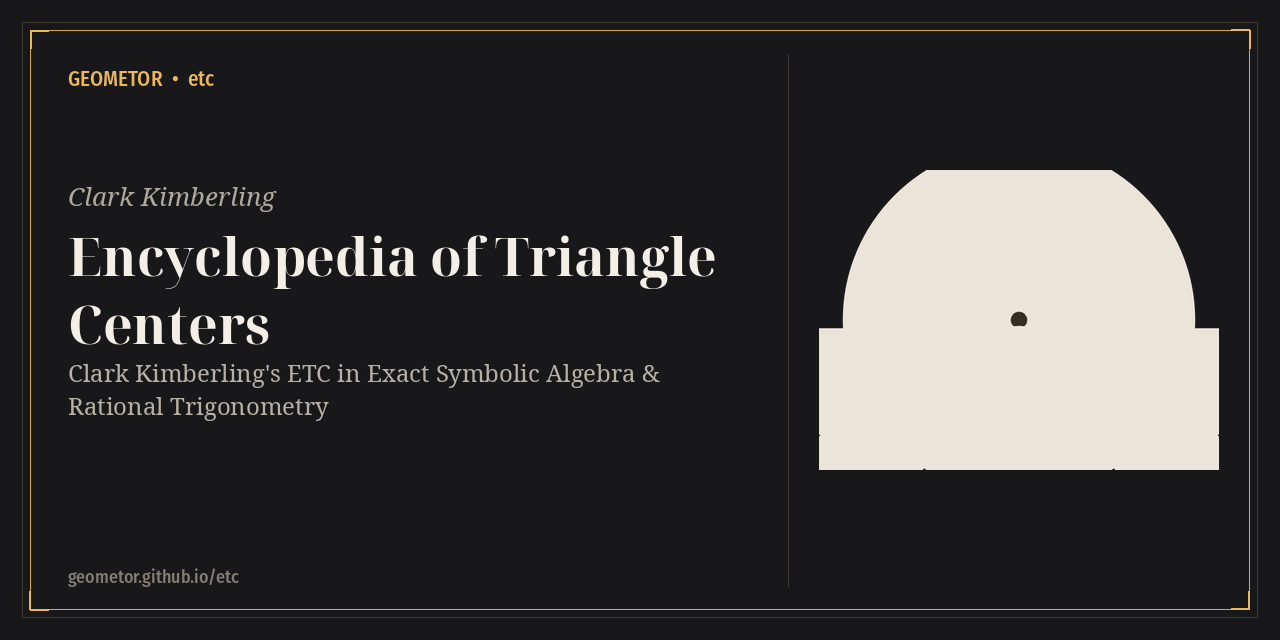 GEOMETOR • etc
Clark Kimberling
Encyclopedia of Triangle
Centers
Clark Kimberling's ETC in Exact Symbolic Algebra &
Rational Trigonometry
geometor.github.io/etc